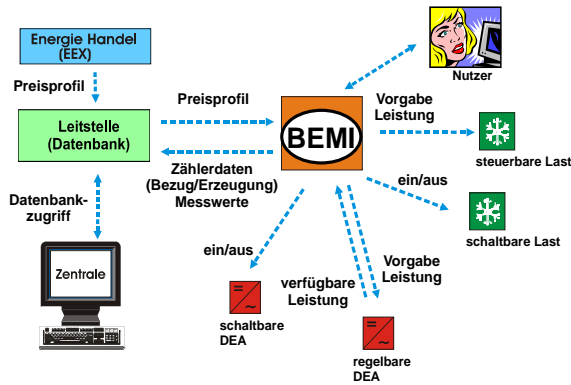 Energie Handel
(EEX)
Preisprofil
Leitstelle
(Datenbank)
Datenbank-
zugriff
Zentrale
Preisprofil
Zählerdaten
(Bezug/Erzeugung)
Messwerte
BEMI
Nutzer
Vorgabe
Leistung
steuerbare Last
ein/aus
schaltbare Last
ein/aus
schaltbare
DEA
verfügbare
Leistung
Vorgabe
Leistung
regelbare
DEA